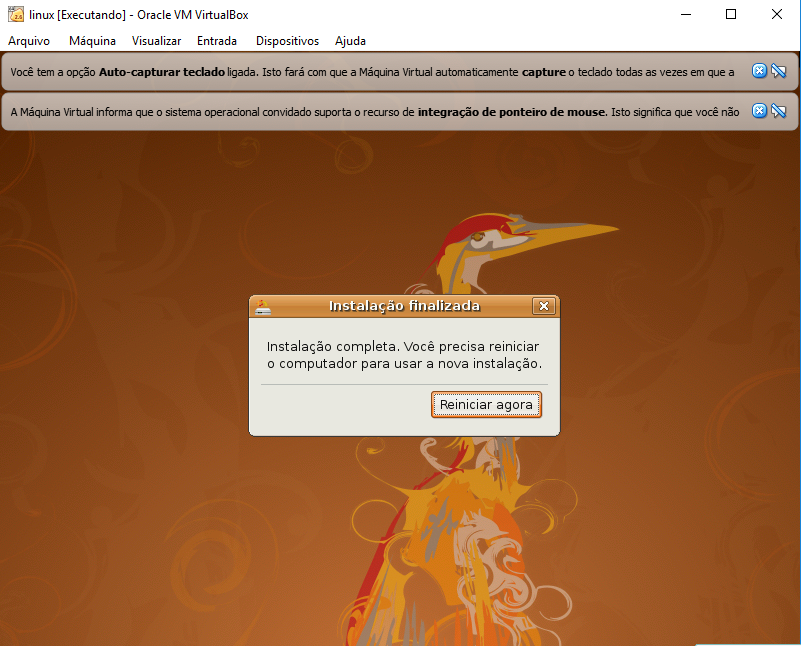 linux [Executando] - Oracle VM VirtualBox
Arquivo Máquina Visualizar Entrada Dispositivos Ajuda
Você tem a opção Auto-capturar teclado ligada. Isto fará com que a Máquina Virtual automaticamente capture o teclado todas as vezes em que a
A Máquina Virtual informa que o sistema operacional convidado suporta o recurso de integração de ponteiro de mouse. Isto significa que você não
Instalação finalizada
Instalação completa. Você precisa reiniciar
o computador para usar a nova instalação.
Reiniciar agora